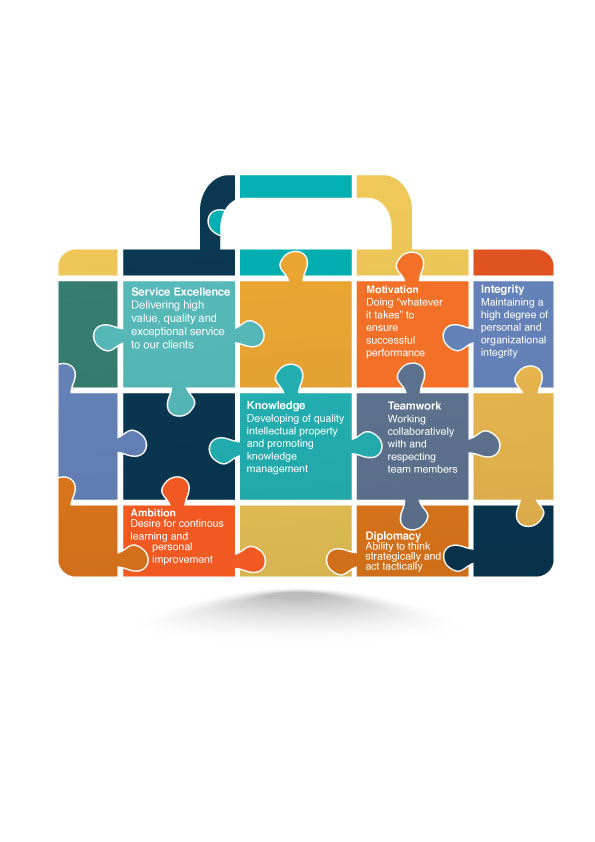 Service Excellence
Delivering high
value, quality and
exceptional service
to our clients
Motivation
Doing “whatever
it takes” to
ensure
successful
performance
Integrity
Maintaining a
high degree of
personal and
organizational
integrity
Knowledge
Developing of quality
intellectual property
and promoting
knowledge
management
Teamwork
Working
collaboratively
with and
respecting
team members
Ambition
Desire for continous
learning and
personal
improvement
Diplomacy
Ability to think
strategically and
act tactically